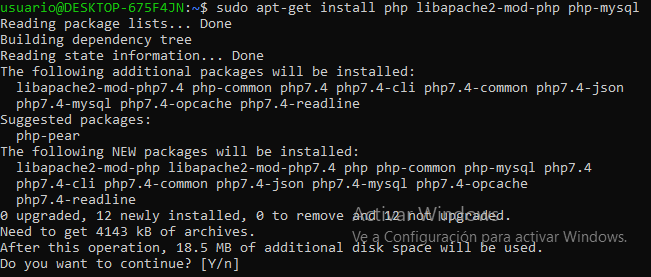 usuario@DESKTOP-675F4JN:~$ sudo apt-get install php libapache2-mod-php php-mysql
Reading package lists... Done
Building dependency tree
Reading state information... Done
The following additional packages will be installed:
  libapache2-mod-php7.4 php-common php7.4 php7.4-cli php7.4-common php7.4-json
  php7.4-mysql php7.4-opcache php7.4-readline
Suggested packages:
  php-pear
The following NEW packages will be installed:
  libapache2-mod-php libapache2-mod-php7.4 php php-common php-mysql php7.4
  php7.4-cli php7.4-common php7.4-json php7.4-mysql php7.4-opcache
  php7.4-readline
0 upgraded, 12 newly installed, 0 to remove and 12 not upgraded.
Need to get 4143 kB of archives.
After this operation, 18.5 MB of additional disk space will be used.
Do you want to continue? [Y/n]
Activar Windows
Ve a Configuración para activar Windows.